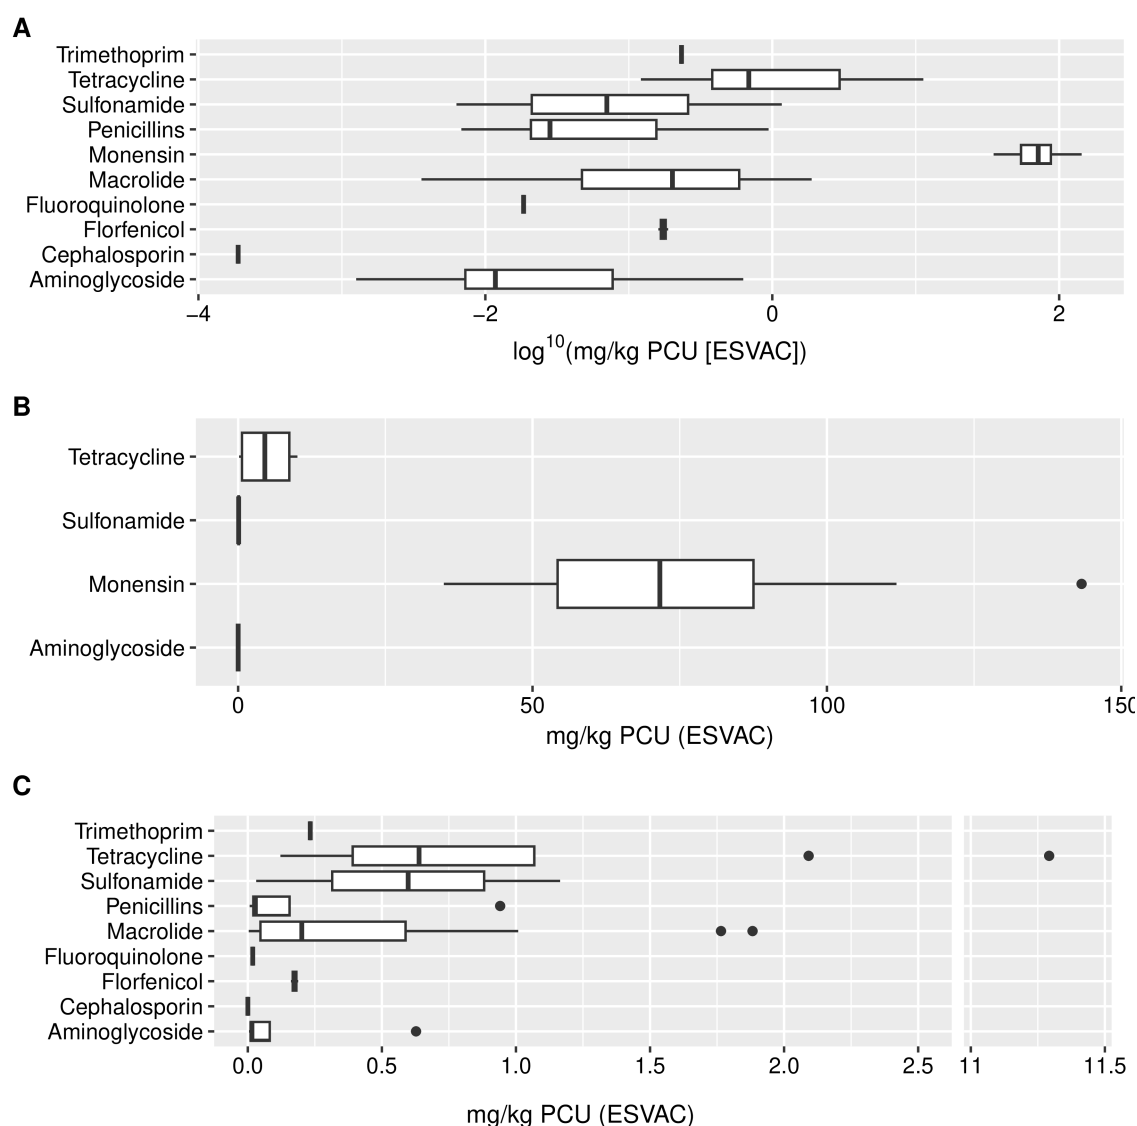 A
Trimethoprim
Tetracycline
Sulfonamide
Penicillins
Monensin
Macrolide
Fluoroquinolone
Florfenicol
Cephalosporin
Aminoglycoside
−4 −2 0 2
log10(mg/kg PCU [ESVAC])
B
Tetracycline
Sulfonamide
Monensin
Aminoglycoside
0 50 100 150
mg/kg PCU (ESVAC)
C
Trimethoprim
Tetracycline
Sulfonamide
Penicillins
Macrolide
Fluoroquinolone
Florfenicol
Cephalosporin
Aminoglycoside
0.0 0.5 1.0 1.5 2.0 2.5 11 11.5
mg/kg PCU (ESVAC)